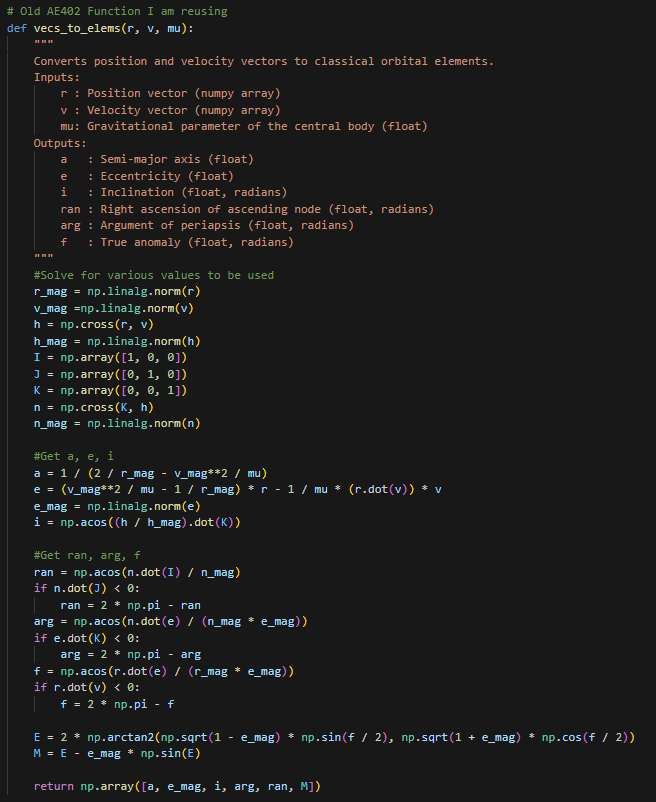 # Old AE402 Function I am reusing
def vecs_to_elems(r, v, mu):
    """
    Converts position and velocity vectors to classical orbital elements.
    Inputs:
        r : Position vector (numpy array)
        v : Velocity vector (numpy array)
        mu: Gravitational parameter of the central body (float)
    Outputs:
        a   : Semi-major axis (float)
        e   : Eccentricity (float)
        i   : Inclination (float, radians)
        ran : Right ascension of ascending node (float, radians)
        arg : Argument of periapsis (float, radians)
        f   : True anomaly (float, radians)
    """
    #Solve for various values to be used
    r_mag = np.linalg.norm(r)
    v_mag =np.linalg.norm(v)
    h = np.cross(r, v)
    h_mag = np.linalg.norm(h)
    I = np.array([1, 0, 0])
    J = np.array([0, 1, 0])
    K = np.array([0, 0, 1])
    n = np.cross(K, h)
    n_mag = np.linalg.norm(n)

    #Get a, e, i
    a = 1 / (2 / r_mag - v_mag**2 / mu)
    e = (v_mag**2 / mu - 1 / r_mag) * r - 1 / mu * (r.dot(v)) * v
    e_mag = np.linalg.norm(e)
    i = np.acos((h / h_mag).dot(K))

    #Get ran, arg, f
    ran = np.acos(n.dot(I) / n_mag)
    if n.dot(J) < 0:
        ran = 2 * np.pi - ran
    arg = np.acos(n.dot(e) / (n_mag * e_mag))
    if e.dot(K) < 0:
        arg = 2 * np.pi - arg
    f = np.acos(r.dot(e) / (r_mag * e_mag))
    if r.dot(v) < 0:
        f = 2 * np.pi - f

    E = 2 * np.arctan2(np.sqrt(1 - e_mag) * np.sin(f / 2), np.sqrt(1 + e_mag) * np.cos(f / 2))
    M = E - e_mag * np.sin(E)

    return np.array([a, e_mag, i, arg, ran, M])